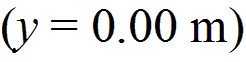 (y = 0.00 m)